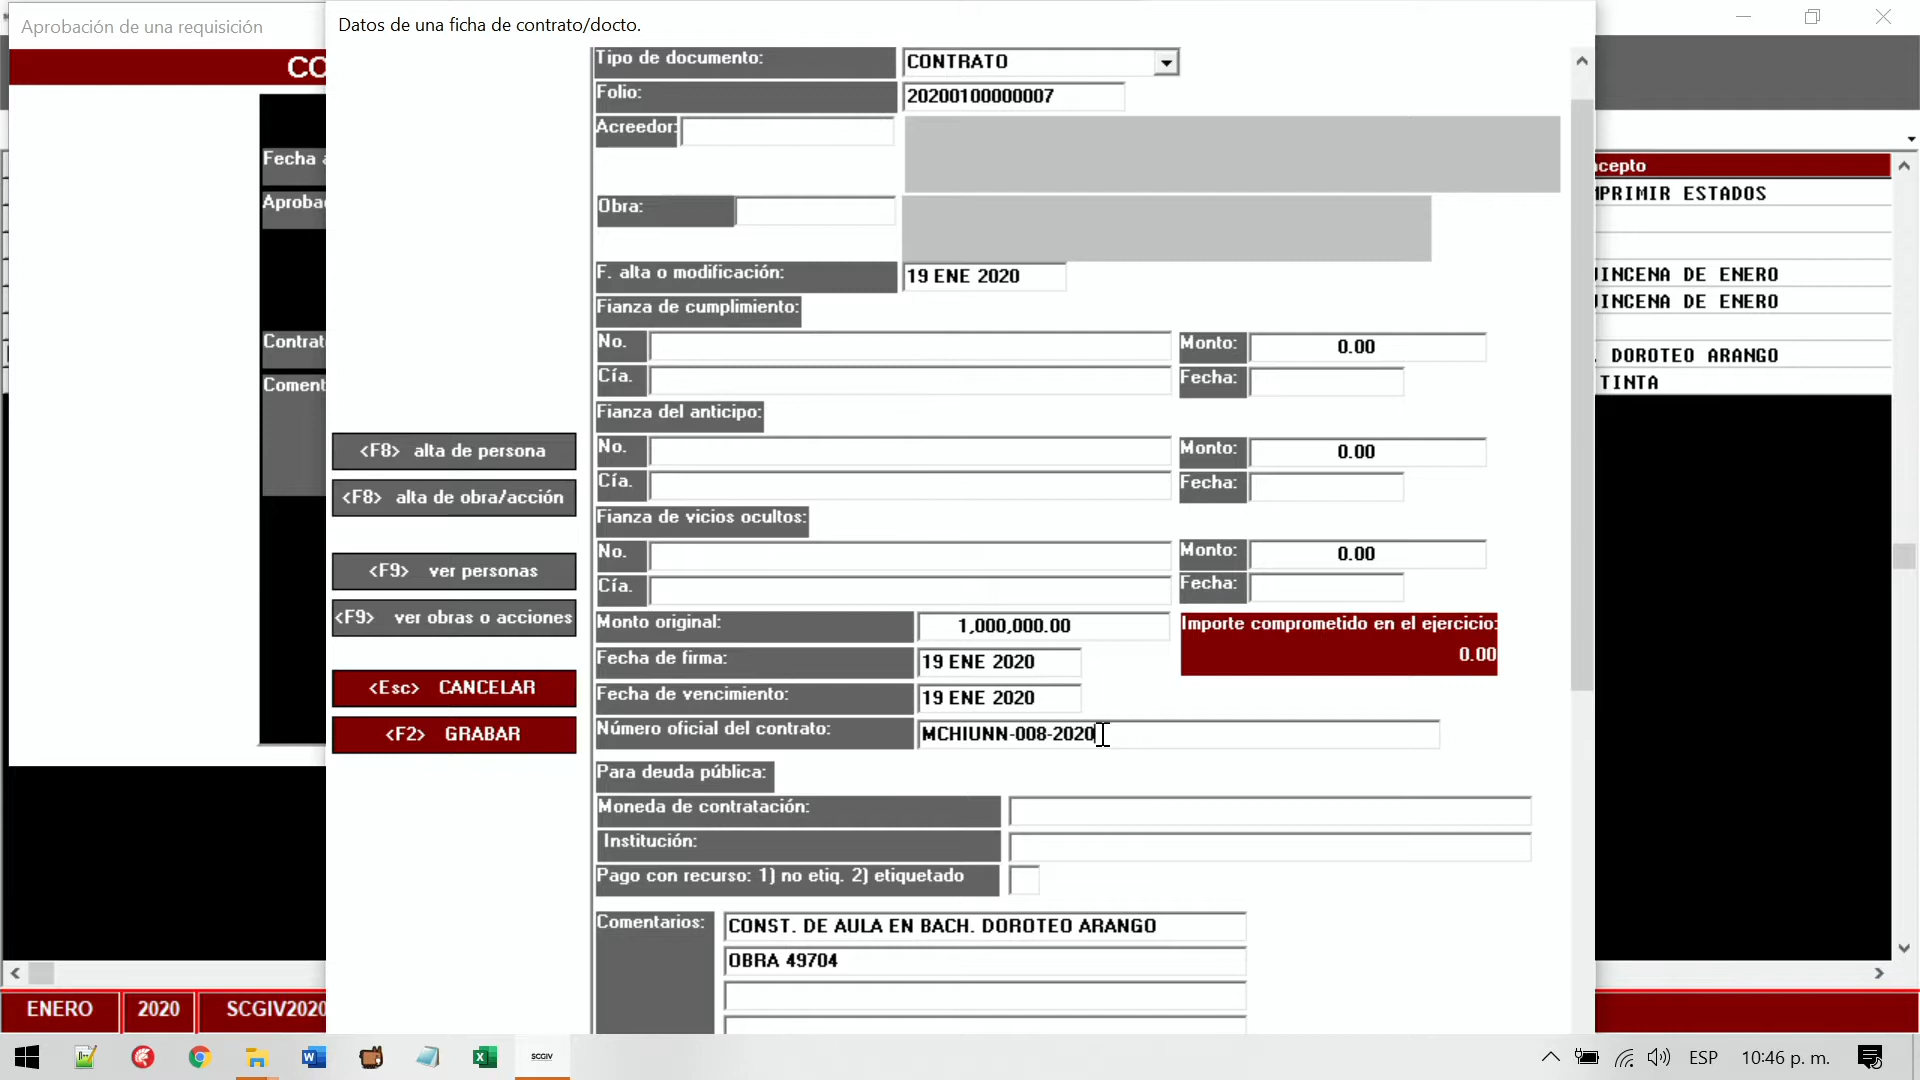 Aprobación de una requisición
Datos de una ficha de contrato/docto.
CO
Fecha a
Aproba
Contrat
Coment
<F8> alta de persona
<F8> alta de obra/acción
<F9> ver personas
<F9> ver obras o acciones
<Esc> CANCELAR
<F2> GRABAR
Tipo de documento: CONTRATO
Folio: 20200100000007
Acreedor:
Obra:
F. alta o modificación: 19 ENE 2020
Fianza de cumplimiento:
No. Monto: 0.00
Cía. Fecha:
Fianza del anticipo:
No. Monto: 0.00
Cía. Fecha:
Fianza de vicios ocultos:
No. Monto: 0.00
Cía. Fecha:
Monto original: 1,000,000.00 Importe comprometido en el ejercicio:
0.00
Fecha de firma: 19 ENE 2020
Fecha de vencimiento: 19 ENE 2020
Número oficial del contrato: MCHIUNN-008-2020
Para deuda pública:
Moneda de contratación:
Institución:
Pago con recurso: 1) no etiq. 2) etiquetado
Comentarios: CONST. DE AULA EN BACH. DOROTEO ARANGO
OBRA 49704
cepto
MPRIMIR ESTADOS
UINCENA DE ENERO
UINCENA DE ENERO
. DOROTEO ARANGO
TINTA
ENERO 2020 SCGIV2020
SCGIV ESP 10:46 p. m.